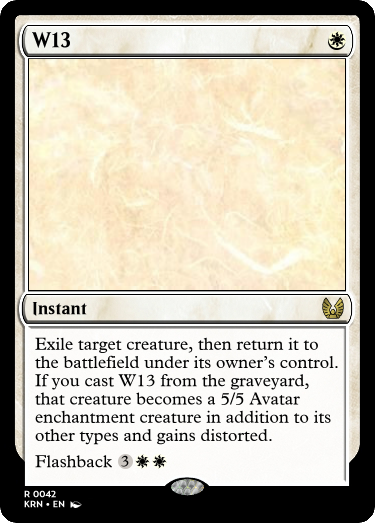 W13
Instant
Exile target creature, then return it to
the battlefield under its owner's control.
If you cast W13 from the graveyard,
that creature becomes a 5/5 Avatar
enchantment creature in addition to its
other types and gains distorted.
Flashback 3
R 0042
KRN • EN